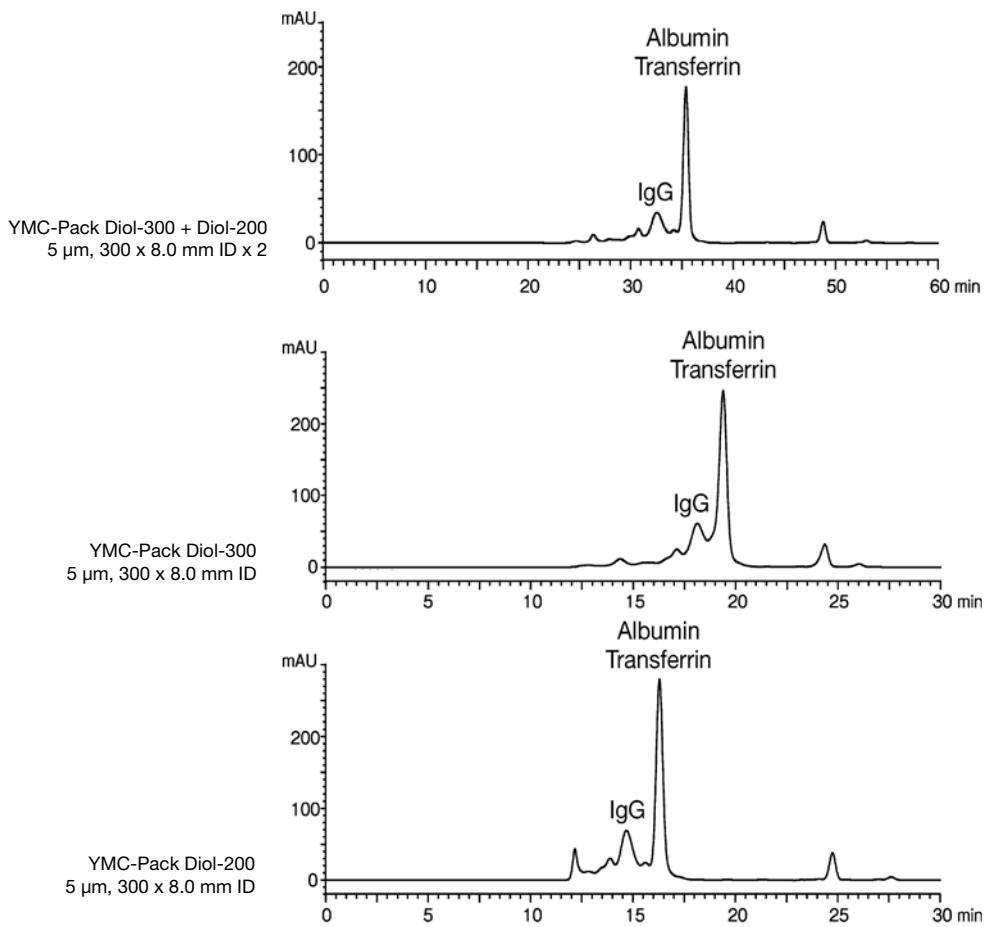 mAU
200
100
0
Albumin
Transferrin
IgG
YMC-Pack Diol-300 + Diol-200
5 µm, 300 x 8.0 mm ID x 2
0 10 20 30 40 50 60 min
mAU
200
100
0
Albumin
Transferrin
IgG
YMC-Pack Diol-300
5 µm, 300 x 8.0 mm ID
0 5 10 15 20 25 30 min
mAU
200
100
0
Albumin
Transferrin
IgG
YMC-Pack Diol-200
5 µm, 300 x 8.0 mm ID
0 5 10 15 20 25 30 min